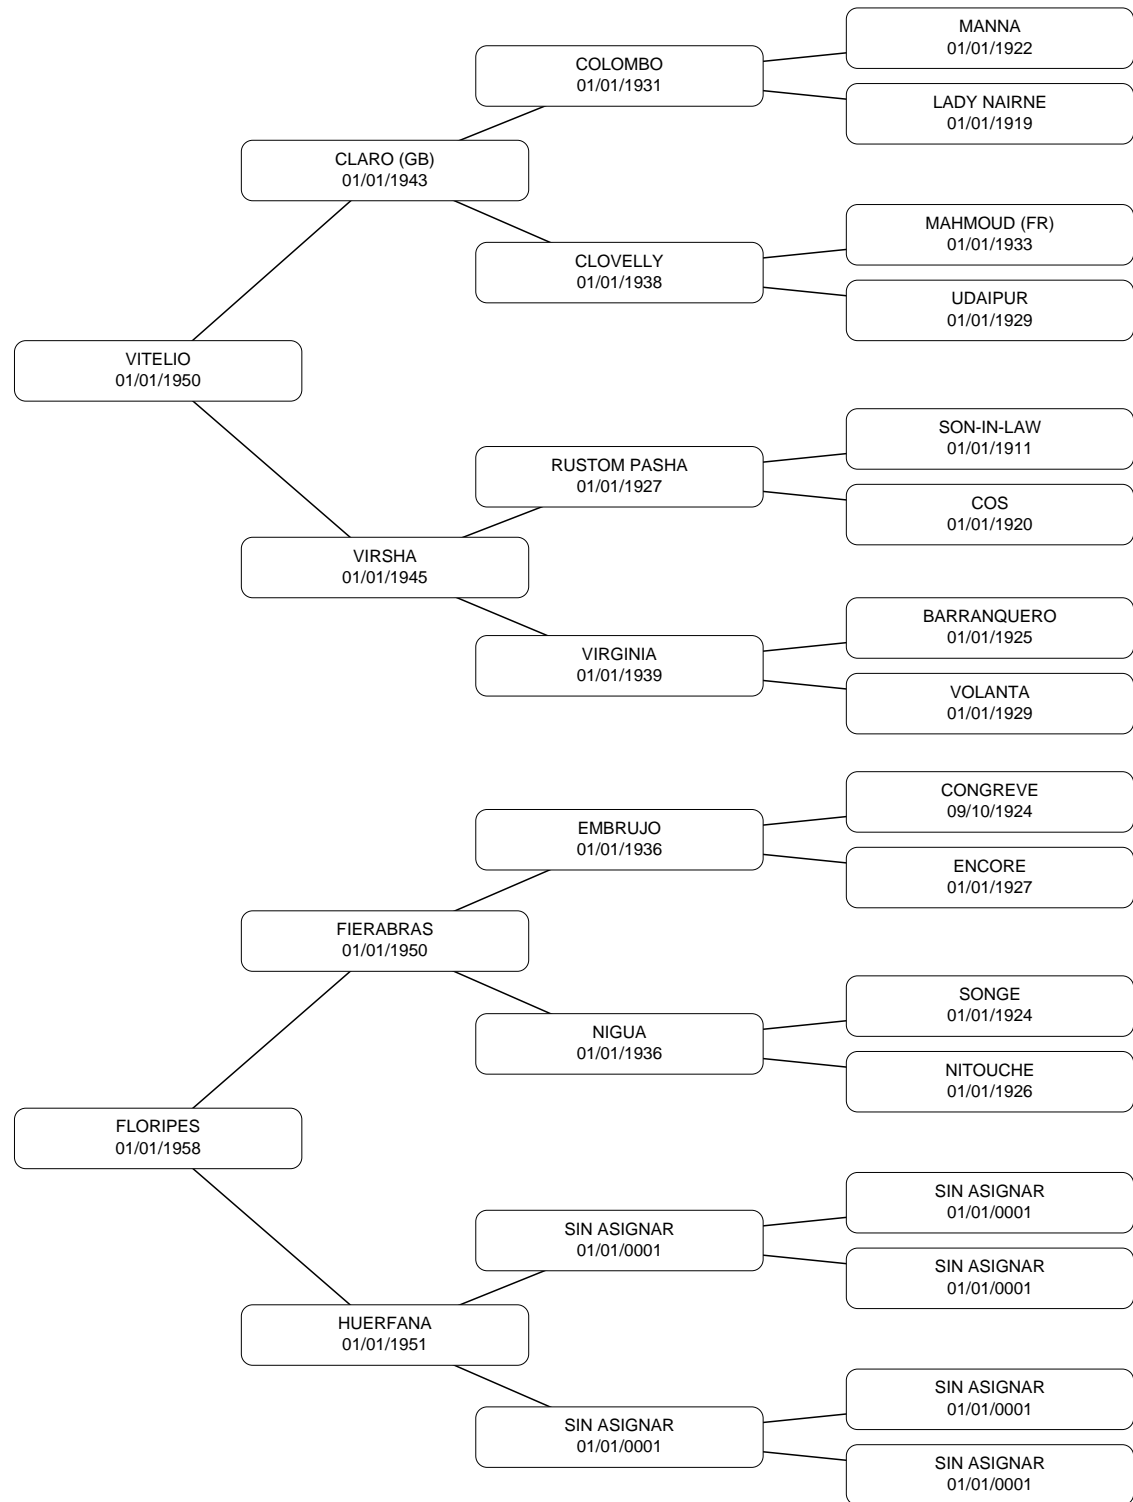 MANNA
01/01/1922
COLOMBO
01/01/1931
LADY NAIRNE
01/01/1919
CLARO (GB)
01/01/1943
MAHMOUD (FR)
01/01/1933
CLOVELLY
01/01/1938
UDAIPUR
01/01/1929
VITELIO
01/01/1950
SON-IN-LAW
01/01/1911
RUSTOM PASHA
01/01/1927
COS
01/01/1920
VIRSHA
01/01/1945
BARRANQUERO
01/01/1925
VIRGINIA
01/01/1939
VOLANTA
01/01/1929
CONGREVE
09/10/1924
EMBRUJO
01/01/1936
ENCORE
01/01/1927
FIERABRAS
01/01/1950
SONGE
01/01/1924
NIGUA
01/01/1936
NITOUCHE
01/01/1926
FLORIPES
01/01/1958
SIN ASIGNAR
01/01/0001
SIN ASIGNAR
01/01/0001
SIN ASIGNAR
01/01/0001
HUERFANA
01/01/1951
SIN ASIGNAR
01/01/0001
SIN ASIGNAR
01/01/0001
SIN ASIGNAR
01/01/0001